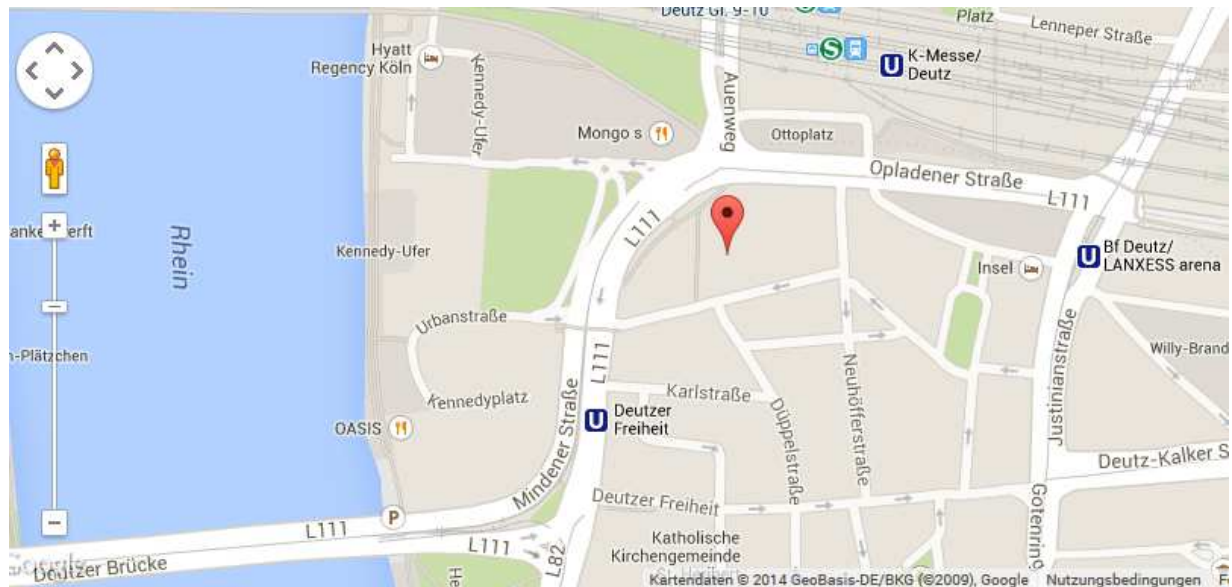 Deutz Gl. 9-10
Platz
Lenneper Straße
Hyatt
Regency Köln
Kennedy-Ufer
S
U
K-Messe/
Deutz
Auenweg
Mongo s
Ottoplatz
Opladener Straße
L111
L111
Rhein
Kennedy-Ufer
U
Bf Deutz/
LANXESS arena
Insel
Urbanstraße
n-Plätzchen
L111
Willy-Brand
Justinianstraße
Neuhöfferstraße
Karlstraße
Düppelstraße
Kennedyplatz
OASIS
U
Deutzer
Freiheit
Mindener Straße
Deutz-Kalker S
Gotenring
Deutzer Freiheit
P
L111
L111
L82
Katholische
Kirchengemeinde
Deutzer Brücke
He
Kartendaten © 2014 GeoBasis-DE/BKG (©2009), Google
Nutzungsbedingungen